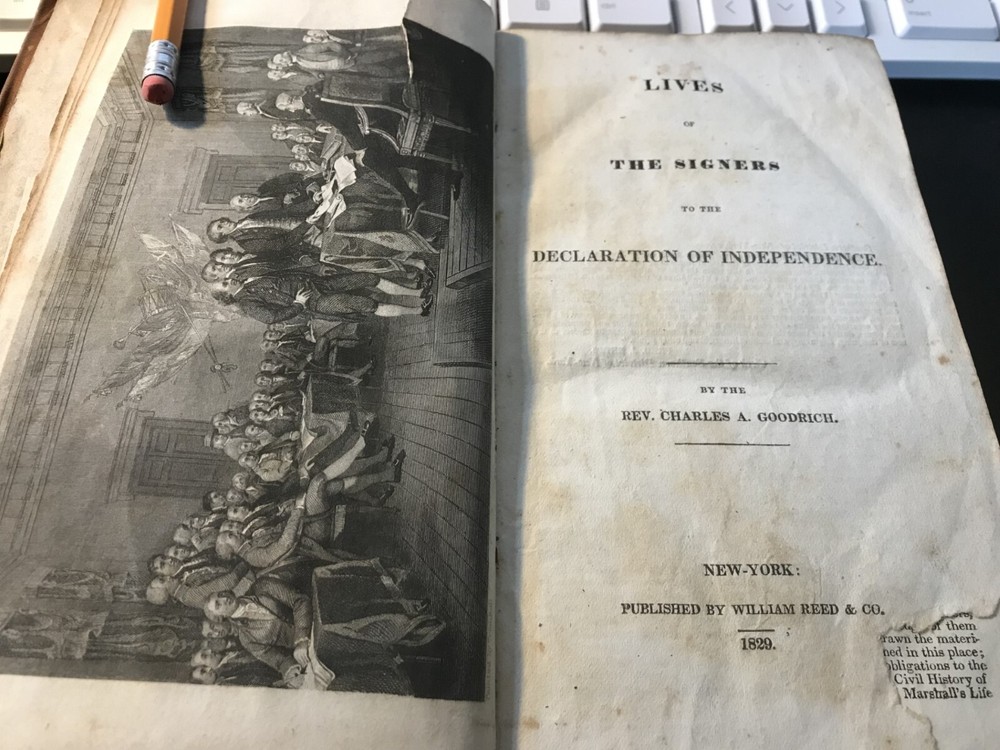 LIVES
OF
THE SIGNERS
TO THE
DECLARATION OF INDEPENDENCE.
BY THE
REV. CHARLES A. GOODRICH.
NEW-YORK:
PUBLISHED BY WILLIAM REED & CO.
1829.
of them
rawn the materi-
ned in this place;
obligations to the
Civil History of
Marshall's Life